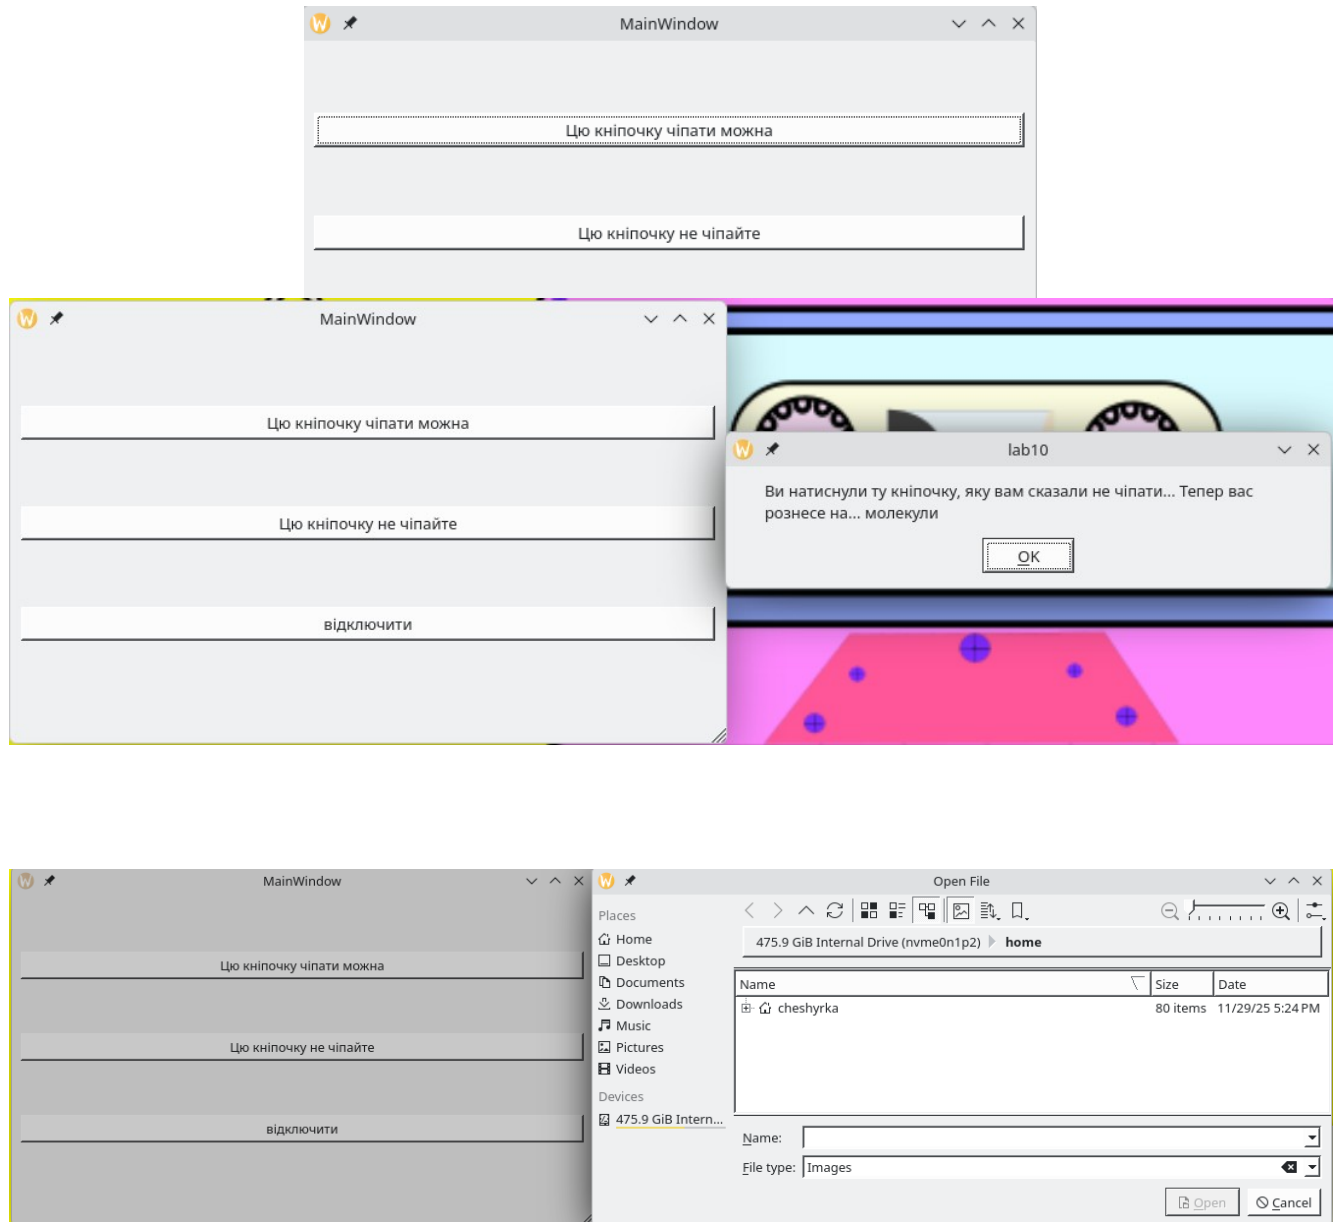 MainWindow
Цю кніпочку чіпати можна
Цю кніпочку не чіпайте
MainWindow
Цю кніпочку чіпати можна
Цю кніпочку не чіпайте
відключити
lab10
Ви натиснули ту кніпочку, яку вам сказали не чіпати... Тепер вас
рознесе на... молекули
OK
MainWindow
Цю кніпочку чіпати можна
Цю кніпочку не чіпайте
відключити
Open File
Places
Home
Desktop
Documents
Downloads
Music
Pictures
Videos
Devices
475.9 GiB Intern...
475.9 GiB Internal Drive (nvme0n1p2) home
Name Size Date
cheshyrka 80 items 11/29/25 5:24 PM
Name:
File type: Images
Open Cancel